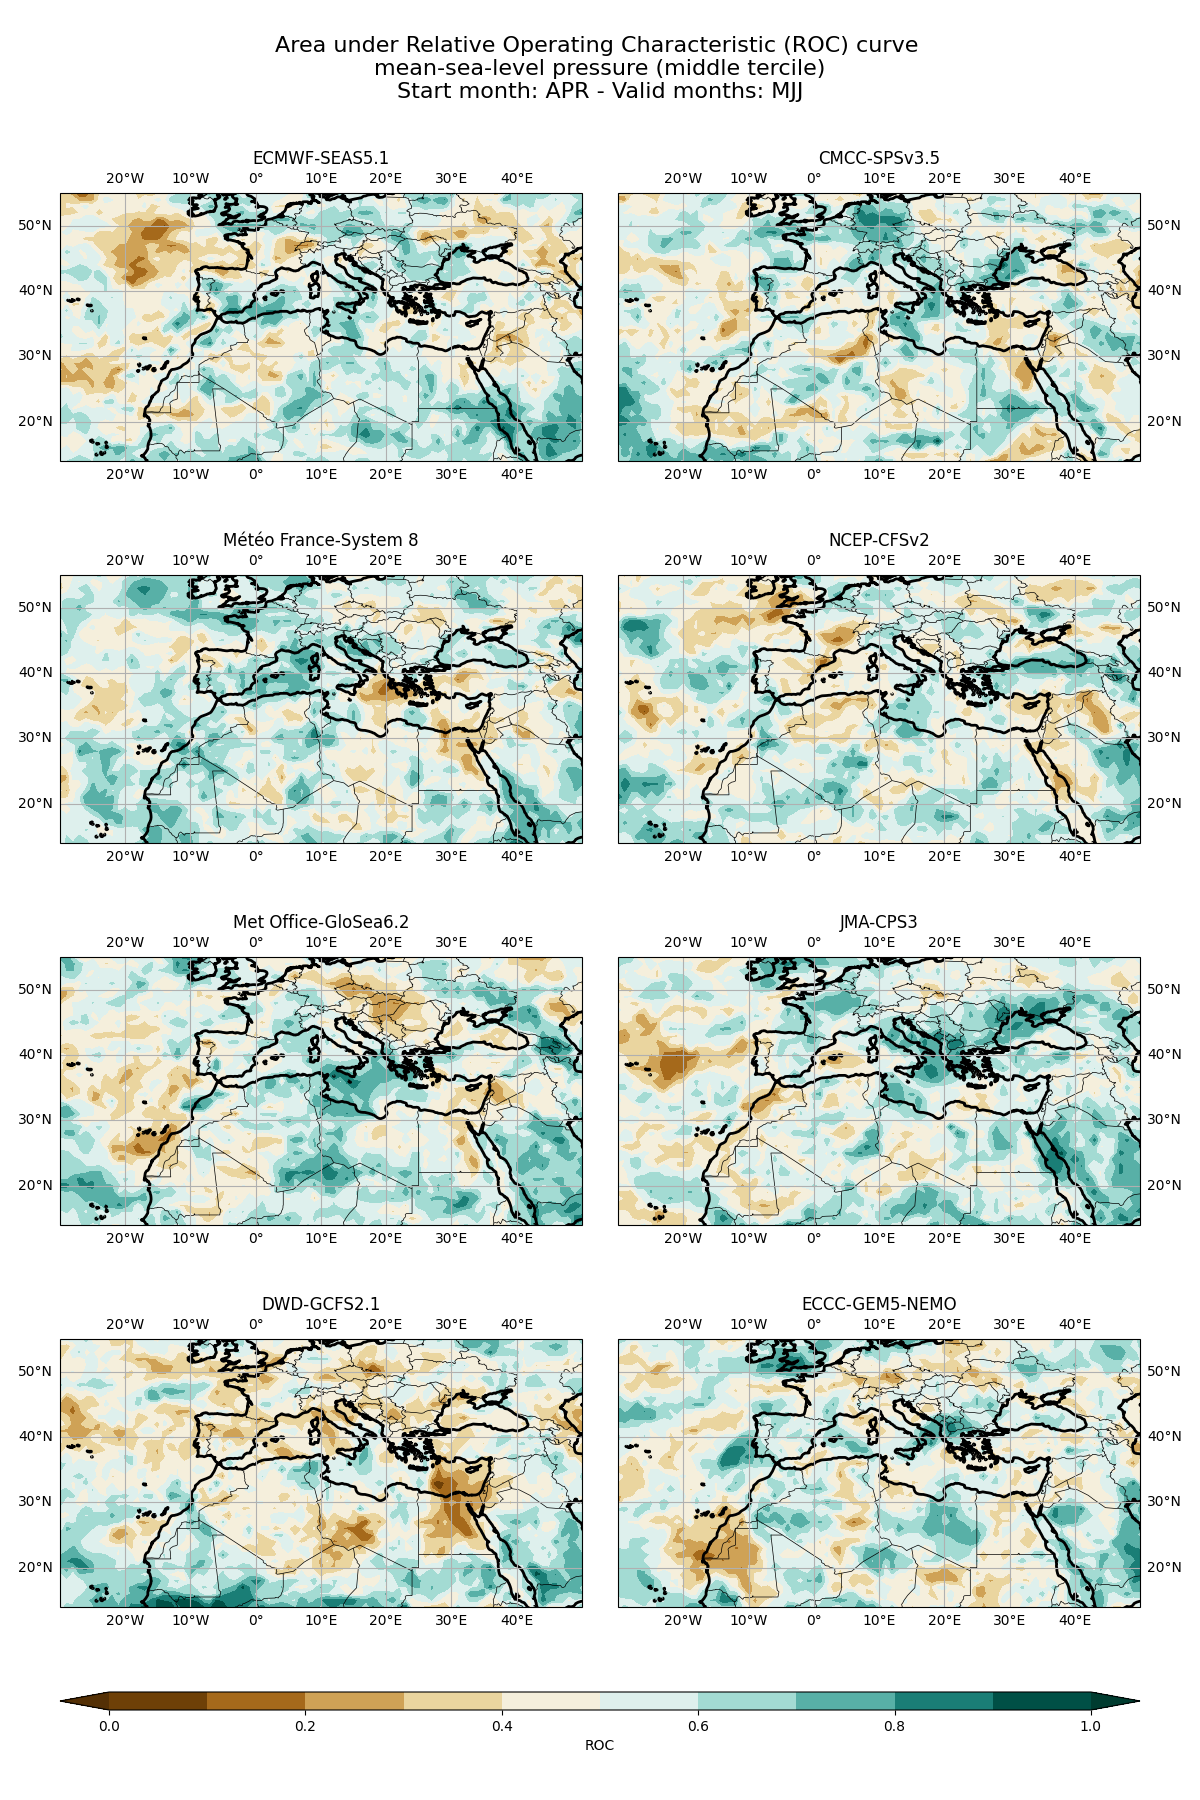 Area under Relative Operating Characteristic (ROC) curve
mean-sea-level pressure (middle tercile)
Start month: APR - Valid months: MJJ
ECMWF-SEAS5.1
20°W 10°W 0° 10°E 20°E 30°E 40°E
50°N
40°N
30°N
20°N
20°W 10°W 0° 10°E 20°E 30°E 40°E
CMCC-SPSv3.5
20°W 10°W 0° 10°E 20°E 30°E 40°E
50°N
40°N
30°N
20°N
20°W 10°W 0° 10°E 20°E 30°E 40°E
Météo France-System 8
20°W 10°W 0° 10°E 20°E 30°E 40°E
50°N
40°N
30°N
20°N
20°W 10°W 0° 10°E 20°E 30°E 40°E
NCEP-CFSv2
20°W 10°W 0° 10°E 20°E 30°E 40°E
50°N
40°N
30°N
20°N
20°W 10°W 0° 10°E 20°E 30°E 40°E
Met Office-GloSea6.2
20°W 10°W 0° 10°E 20°E 30°E 40°E
50°N
40°N
30°N
20°N
20°W 10°W 0° 10°E 20°E 30°E 40°E
JMA-CPS3
20°W 10°W 0° 10°E 20°E 30°E 40°E
50°N
40°N
30°N
20°N
20°W 10°W 0° 10°E 20°E 30°E 40°E
DWD-GCFS2.1
20°W 10°W 0° 10°E 20°E 30°E 40°E
50°N
40°N
30°N
20°N
20°W 10°W 0° 10°E 20°E 30°E 40°E
ECCC-GEM5-NEMO
20°W 10°W 0° 10°E 20°E 30°E 40°E
50°N
40°N
30°N
20°N
20°W 10°W 0° 10°E 20°E 30°E 40°E
0.0 0.2 0.4 0.6 0.8 1.0
ROC